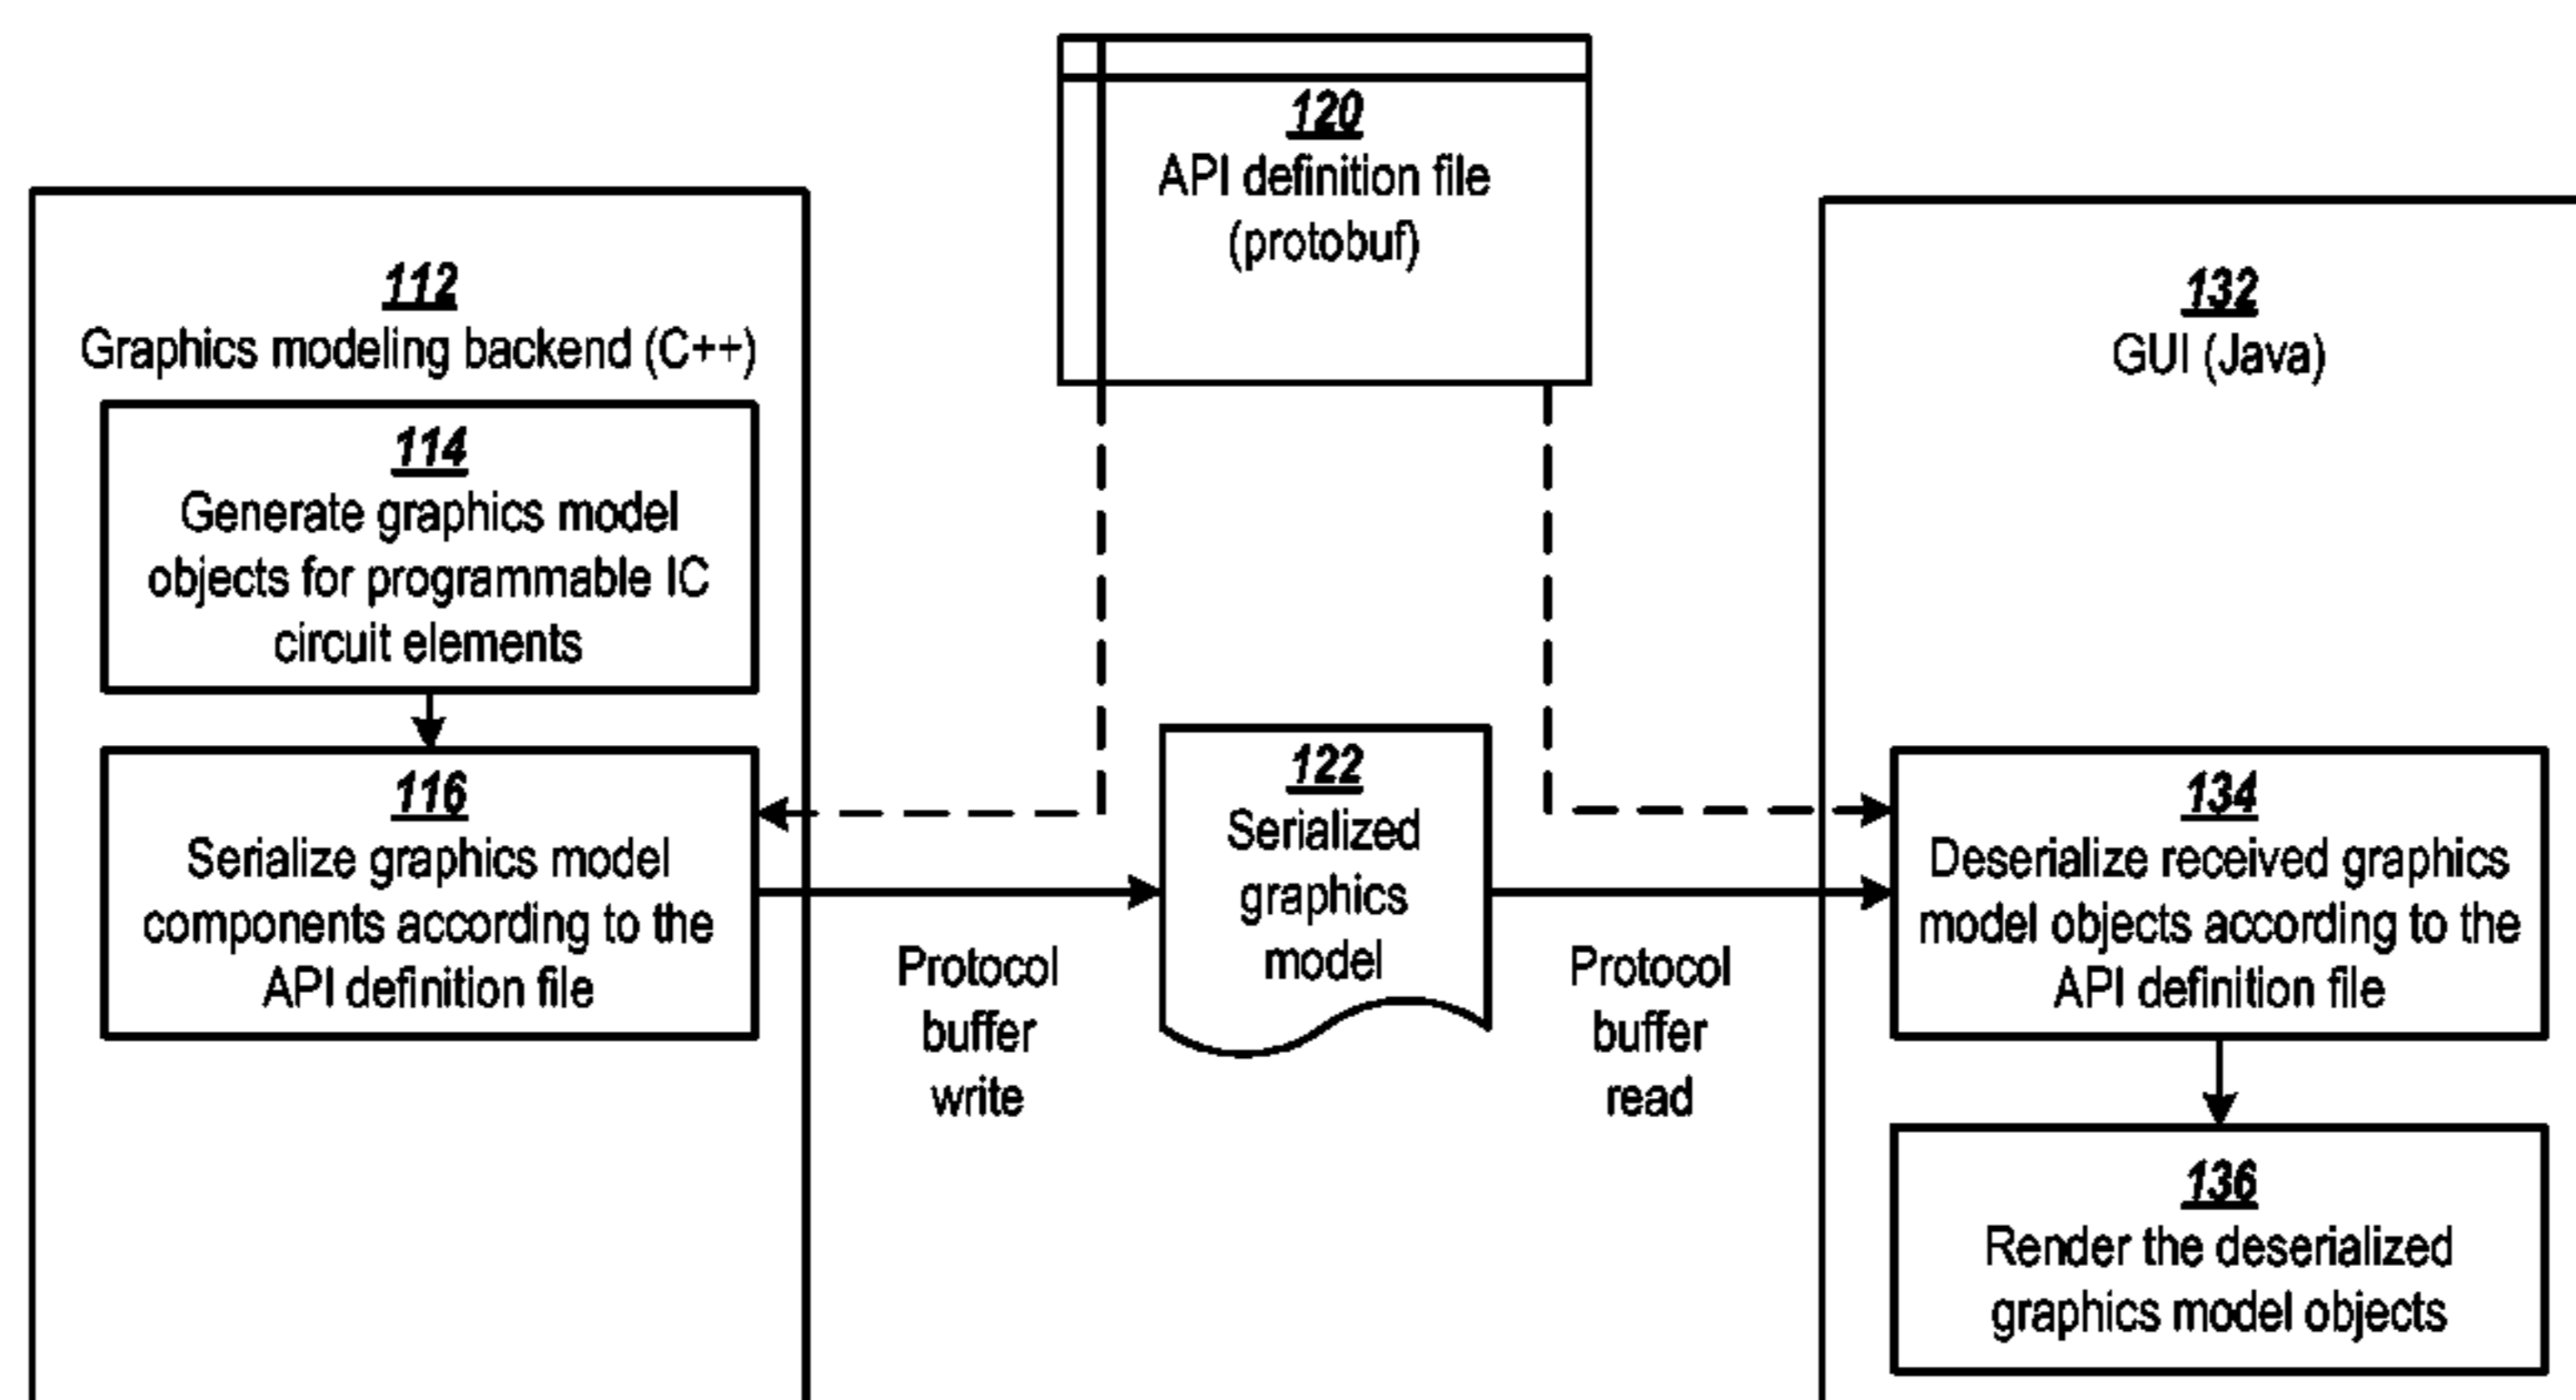 120
API definition file
(protobuf)
112
Graphics modeling backend (C++)
114
Generate graphics model
objects for programmable IC
circuit elements
116
Serialize graphics model
components according to the
API definition file
Protocol
buffer
write
122
Serialized
graphics
model
Protocol
buffer
read
132
GUI (Java)
134
Deserialize received graphics
model objects according to the
API definition file
136
Render the deserialized
graphics model objects